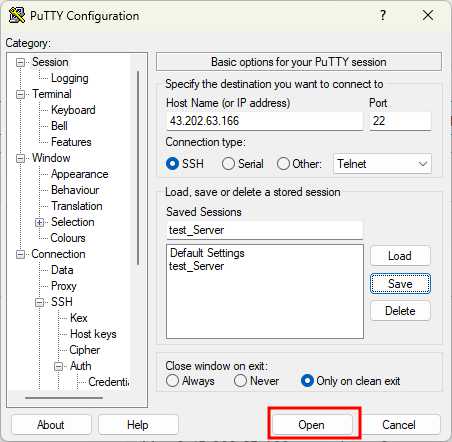 PuTTY Configuration
Category:
Session
Logging
Terminal
Keyboard
Bell
Features
Window
Appearance
Behaviour
Translation
Selection
Colours
Connection
Data
Proxy
SSH
Kex
Host keys
Cipher
Auth
Credentia
Basic options for your PuTTY session
Specify the destination you want to connect to
Host Name (or IP address) Port
43.202.63.166 22
Connection type:
SSH Serial Other: Telnet
Load, save or delete a stored session
Saved Sessions
test_Server
Default Settings
test_Server
Load
Save
Delete
Close window on exit:
Always Never Only on clean exit
About Help Open Cancel